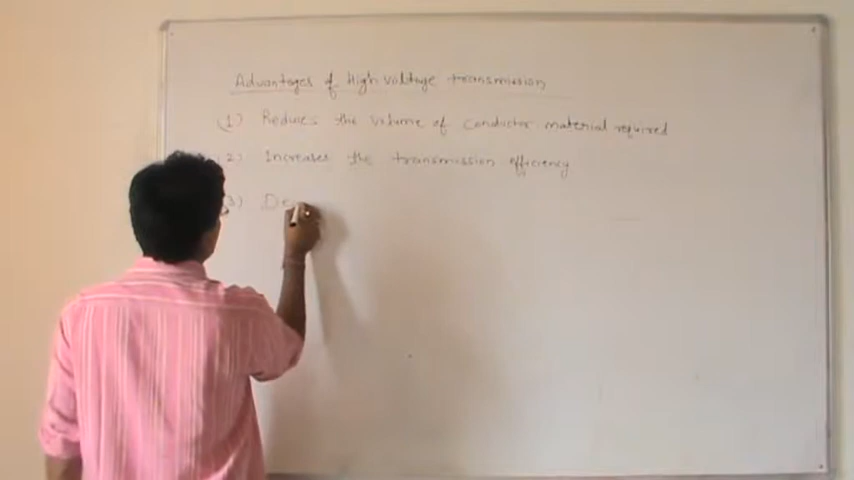 Advantages of High voltage transmission
(1) Reduces the volume of conductor material required
(2) Increases the transmission efficiency
(3) De